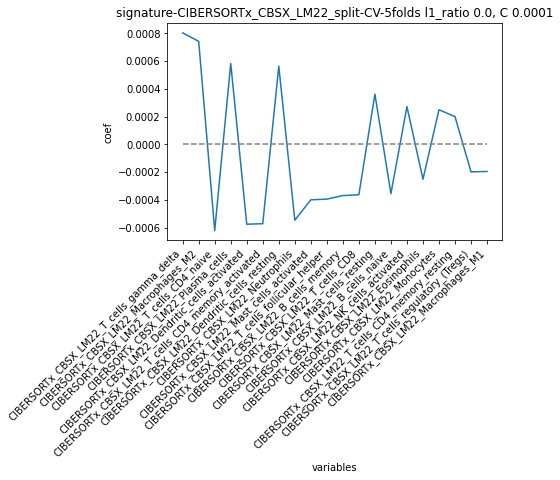 signature-CIBERSORTx_CBSX_LM22_split-CV-5folds l1_ratio 0.0, C 0.0001
0.0008
0.0006
0.0004
0.0002
0.0000
−0.0002
−0.0004
−0.0006
coef
CIBERSORTx_CBSX_LM22_T_cells_gamma_delta
CIBERSORTx_CBSX_LM22_Macrophages_M2
CIBERSORTx_CBSX_LM22_T_cells_CD4_naive
CIBERSORTx_CBSX_LM22_Plasma_cells
CIBERSORTx_CBSX_LM22_Dendritic_cells_activated
CIBERSORTx_CBSX_LM22_T_cells_CD4_memory_activated
CIBERSORTx_CBSX_LM22_Dendritic_cells_resting
CIBERSORTx_CBSX_LM22_Neutrophils
CIBERSORTx_CBSX_LM22_Mast_cells_activated
CIBERSORTx_CBSX_LM22_T_cells_follicular_helper
CIBERSORTx_CBSX_LM22_B_cells_memory
CIBERSORTx_CBSX_LM22_T_cells_CD8
CIBERSORTx_CBSX_LM22_Mast_cells_resting
CIBERSORTx_CBSX_LM22_B_cells_naive
CIBERSORTx_CBSX_LM22_NK_cells_activated
CIBERSORTx_CBSX_LM22_Eosinophils
CIBERSORTx_CBSX_LM22_Monocytes
CIBERSORTx_CBSX_LM22_T_cells_CD4_memory_resting
CIBERSORTx_CBSX_LM22_T_cells_regulatory_(Tregs)
CIBERSORTx_CBSX_LM22_Macrophages_M1
variables